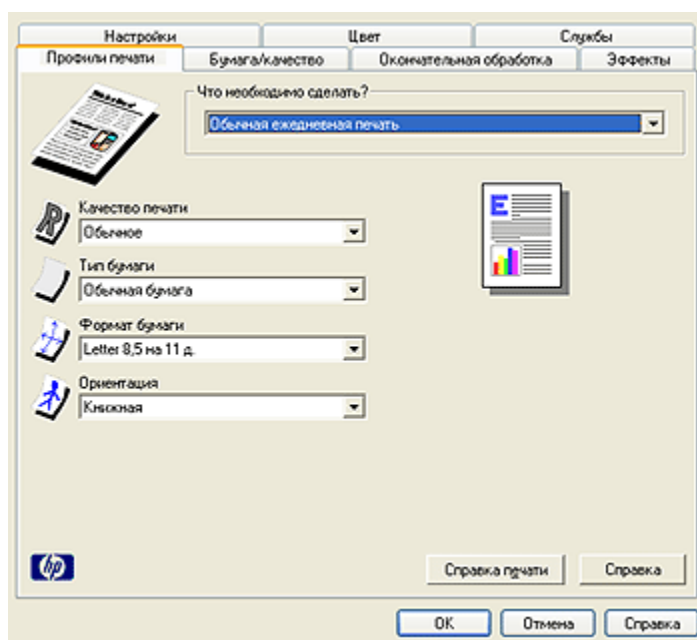 Настройки
Цвет
Службы
Профили печати
Бумага/качество
Окончательная обработка
Эффекты
Что необходимо сделать?
Обычная ежедневная печать
Качество печати
Обычное
Тип бумаги
Обычная бумага
Формат бумаги
Letter 8,5 на 11 д.
Ориентация
Книжная
hp
Справка печати
Справка
OK
Отмена
Справка